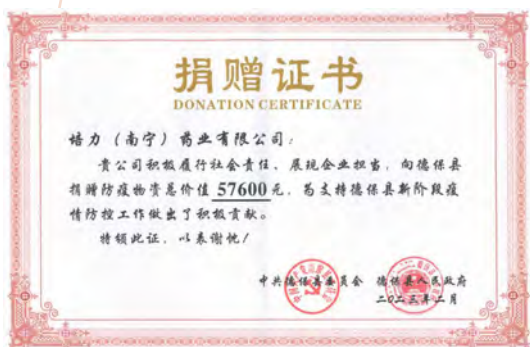 捐赠证书
DONATION CERTIFICATE
培力（南宁）药业有限公司：
贵公司积极履行社会责任、展现企业担当，向德保县
捐赠防疫物资总价值 57600 元，为支持德保县新阶段疫
情防控工作做出了积极贡献。
特颁此证，以表谢忱！
中共德保县委员会 德保县人民政府
二〇二三年二月